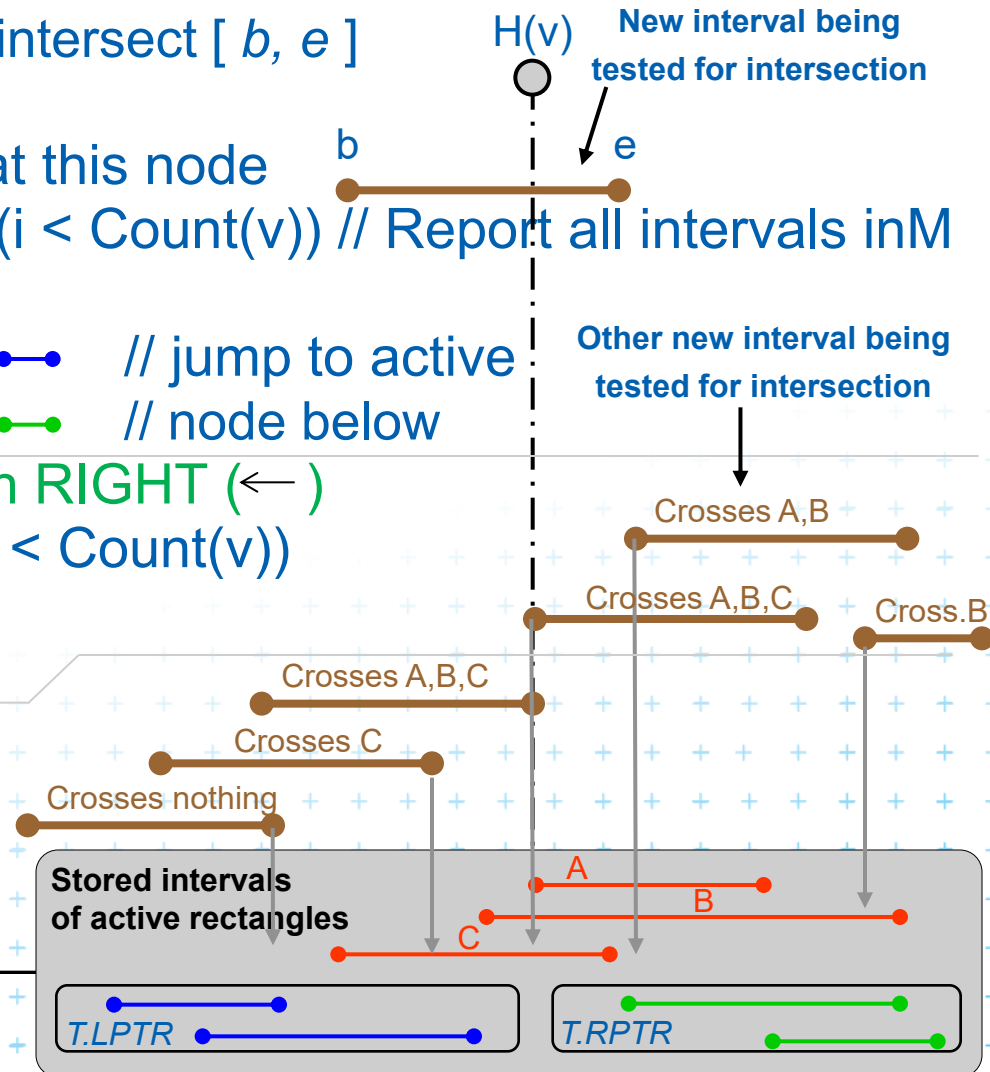 intersect [ b, e ]
H(v)
New interval being
tested for intersection
b
e
at this node
(i < Count(v)) // Report all intervals inM
// jump to active
Other new interval being
tested for intersection
// node below
RIGHT (← )
< Count(v))
Crosses A,B
Crosses A,B,C
Cross.B
Crosses A,B,C
Crosses C
Crosses nothing
Stored intervals
of active rectangles
A
B
C
T.LPTR
T.RPTR